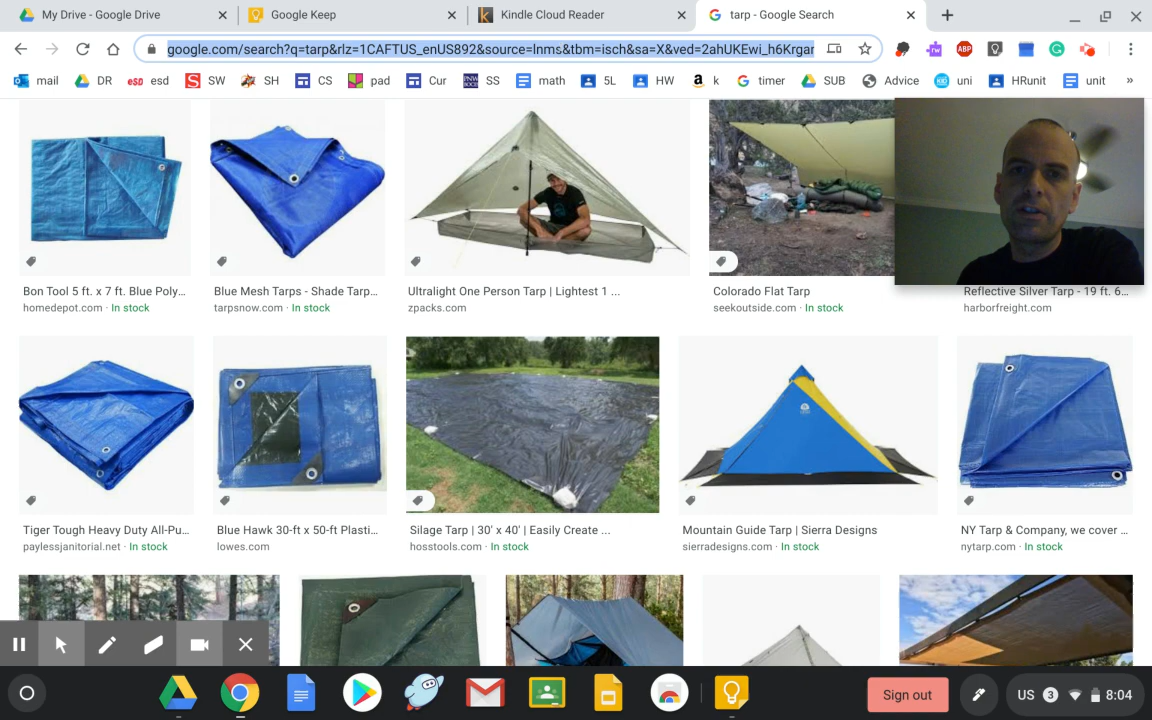 My Drive - Google Drive
Google Keep
Kindle Cloud Reader
tarp - Google Search
google.com/search?q=tarp&rlz=1CAFTUS_enUS892&source=lnms&tbm=isch&sa=X&ved=2ahUKEwi_h6Krgar
mail
DR
esd
esd
SW
SH
CS
pad
Cur
SS
math
5L
HW
k
timer
SUB
Advice
uni
HRunit
unit
»
Bon Tool 5 ft. x 7 ft. Blue Poly...
homedepot.com · In stock
Blue Mesh Tarps - Shade Tarp...
tarpsnow.com · In stock
Ultralight One Person Tarp | Lightest 1 ...
zpacks.com
Colorado Flat Tarp
seekoutside.com · In stock
Reflective Silver Tarp - 19 ft. 6...
harborfreight.com
Tiger Tough Heavy Duty All-Pu...
paylessjanitorial.net · In stock
Blue Hawk 30-ft x 50-ft Plasti...
lowes.com
Silage Tarp | 30' x 40' | Easily Create ...
hosstools.com · In stock
Mountain Guide Tarp | Sierra Designs
sierradesigns.com · In stock
NY Tarp & Company, we cover ...
nytarp.com · In stock
Sign out
US 3 8:04